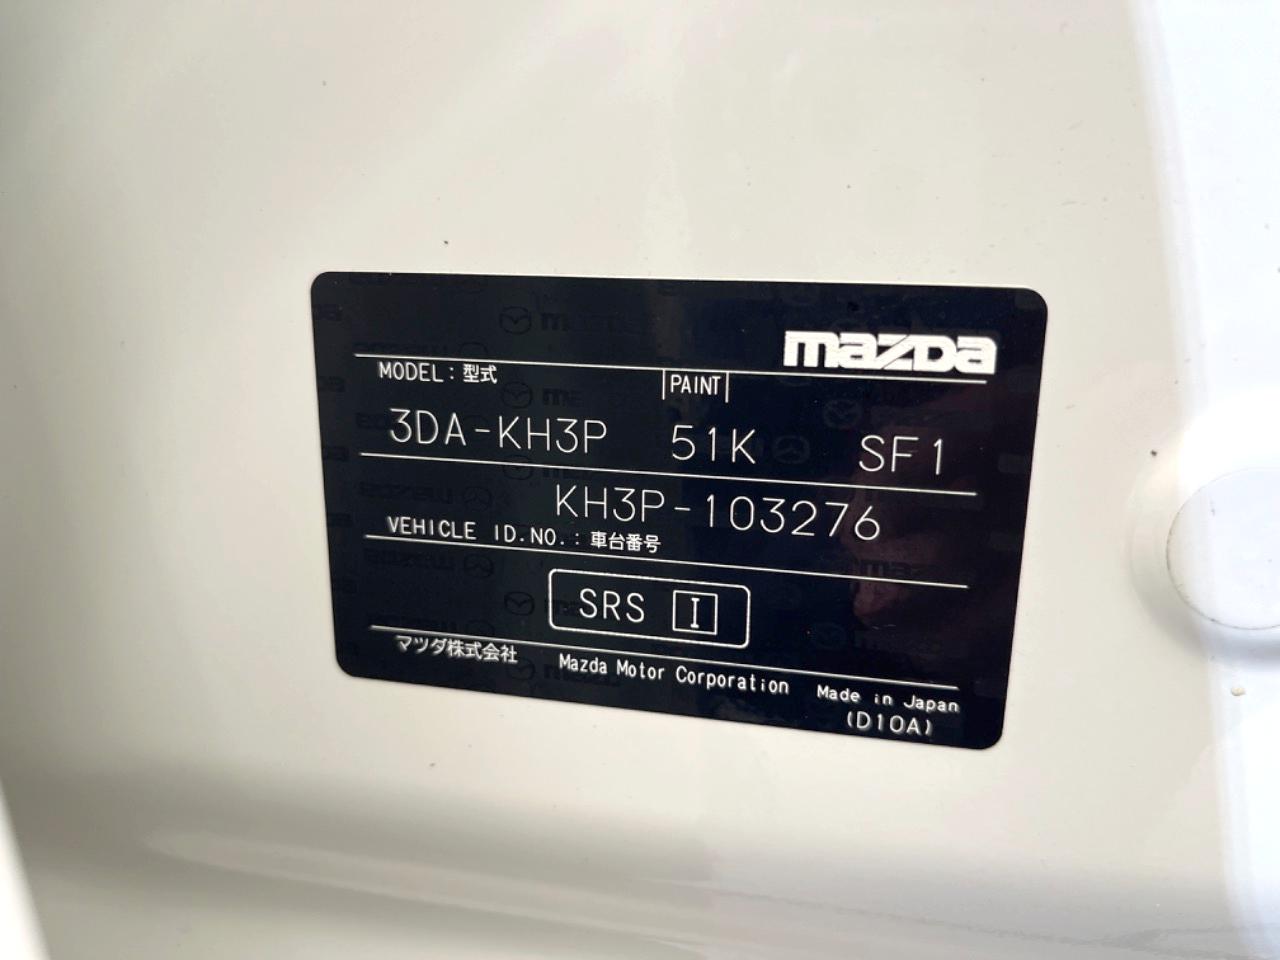 mazda
MODEL：型式
PAINT
3DA-KH3P 51K SF1
KH3P-103276
VEHICLE ID.NO.：車台番号
SRS I
マツダ株式会社 Mazda Motor Corporation Made in Japan
(D10A)